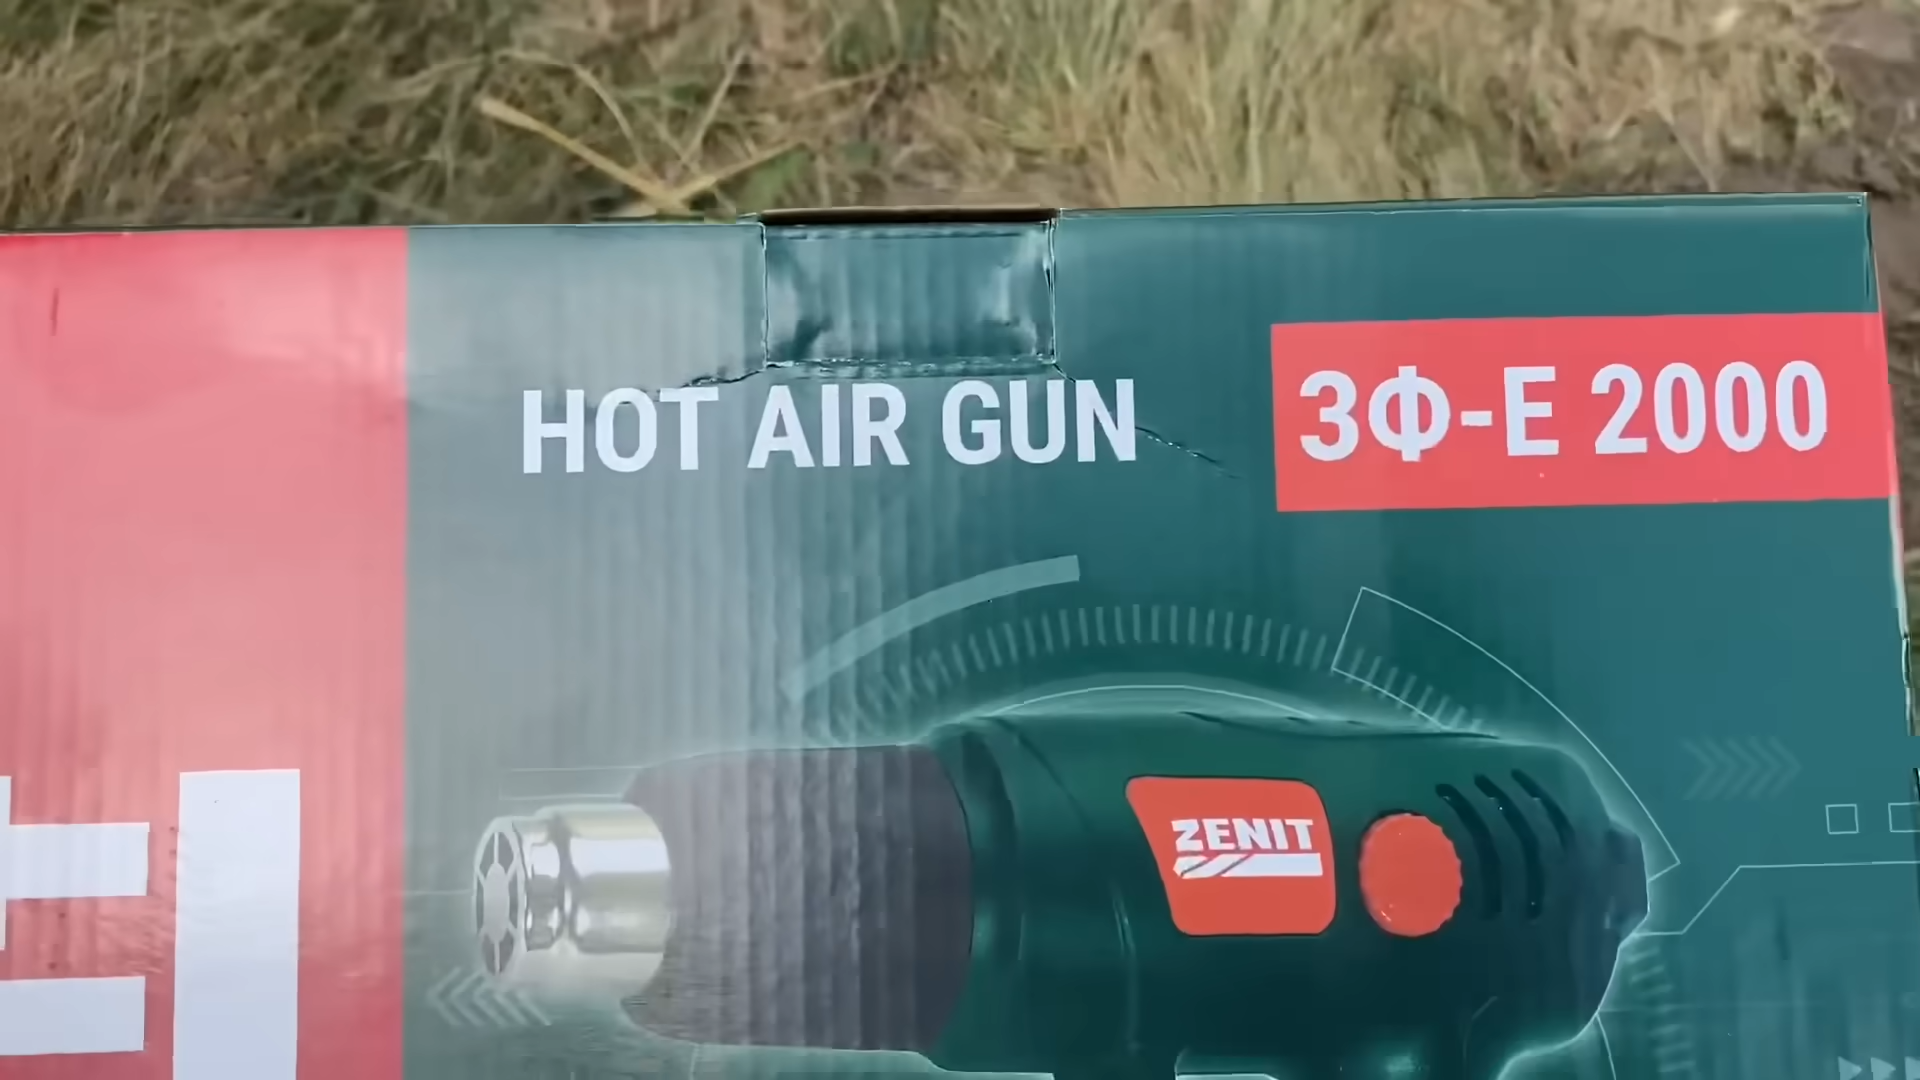 HOT AIR GUN
ЗФ-Е 2000
ZENIT